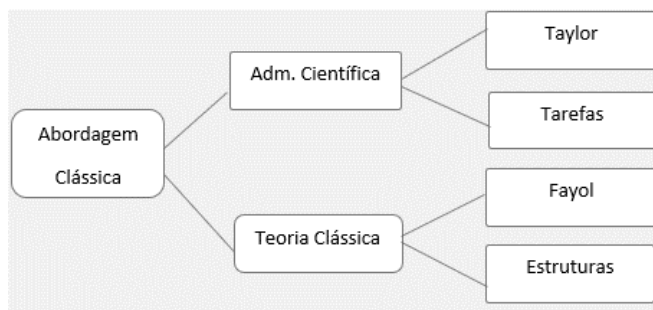 Abordagem
Clássica
Adm. Científica
Teoria Clássica
Taylor
Tarefas
Fayol
Estruturas